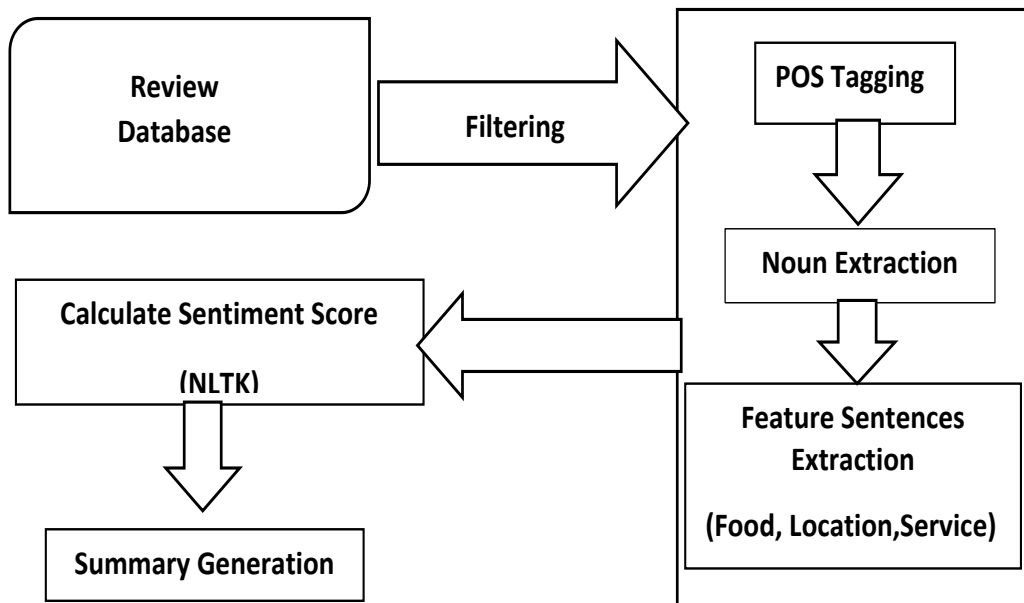 Review
Database
Filtering
POS Tagging
Noun Extraction
Feature Sentences
Extraction
(Food, Location,Service)
Calculate Sentiment Score
(NLTK)
Summary Generation